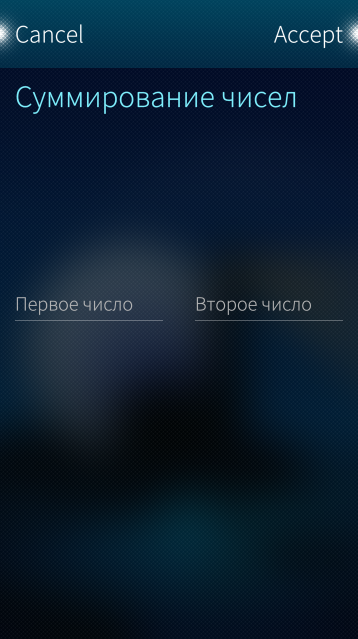 Cancel Accept
Суммирование чисел
Первое число Второе число